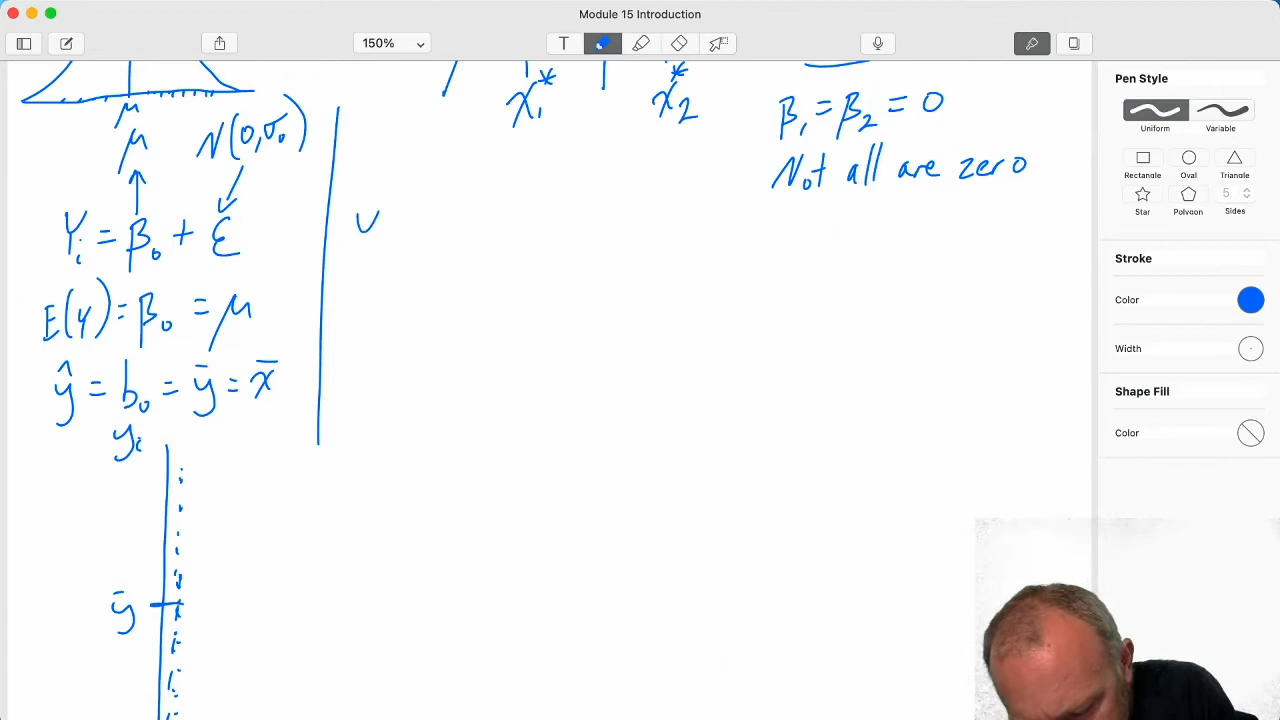 Module 15 Introduction
150%
T
Pen Style
Uniform
Variable
Rectangle
Oval
Triangle
Star
Polygon
5
Sides
Stroke
Color
Width
Shape Fill
Color
μ
μ
N(0,σ₀)
Yᵢ = β₀ + ε
E(y) = β₀ = μ
ŷ = b₀ = ȳ = x̄
yᵢ
ȳ
x₁*
x₂*
β₁ = β₂ = 0
Not all are zero